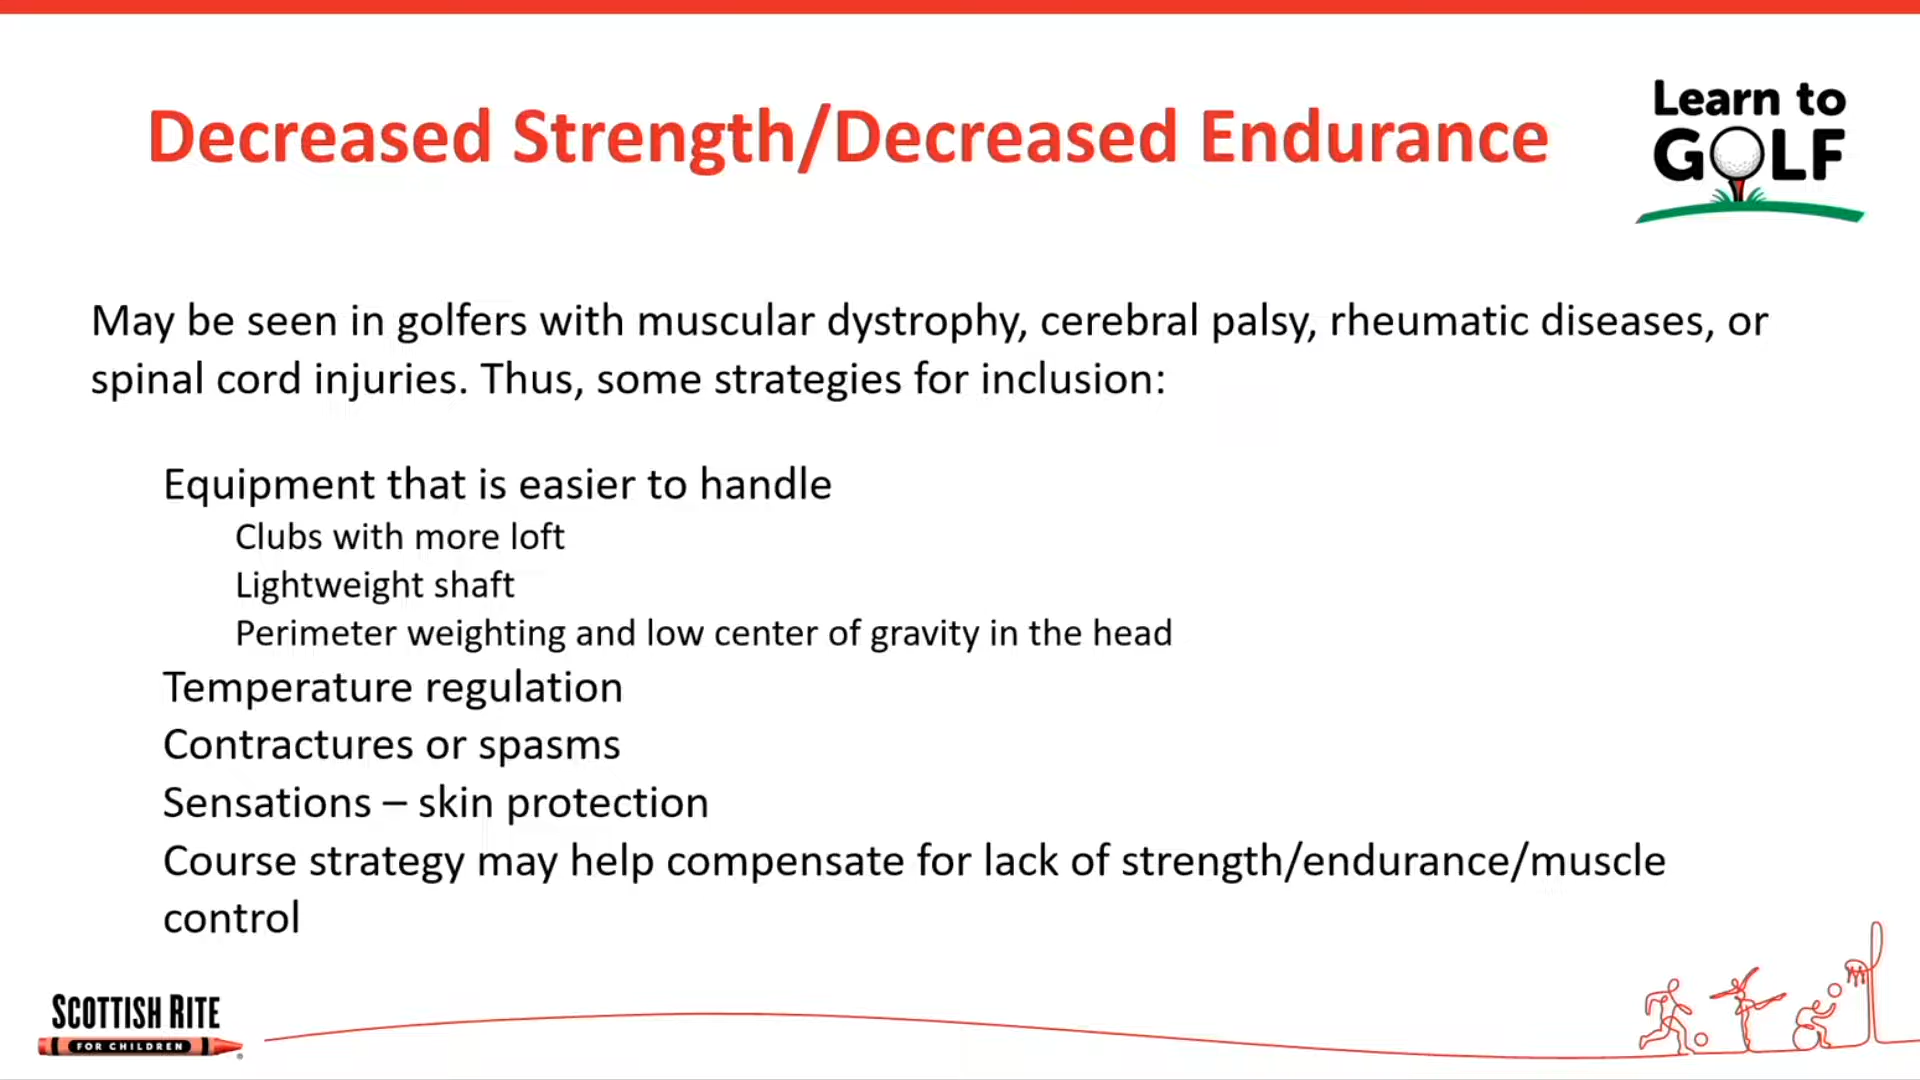 Decreased Strength/Decreased Endurance
Learn to
GOLF
May be seen in golfers with muscular dystrophy, cerebral palsy, rheumatic diseases, or
spinal cord injuries. Thus, some strategies for inclusion:
Equipment that is easier to handle
Clubs with more loft
Lightweight shaft
Perimeter weighting and low center of gravity in the head
Temperature regulation
Contractures or spasms
Sensations – skin protection
Course strategy may help compensate for lack of strength/endurance/muscle
control
SCOTTISH RITE
FOR CHILDREN
®